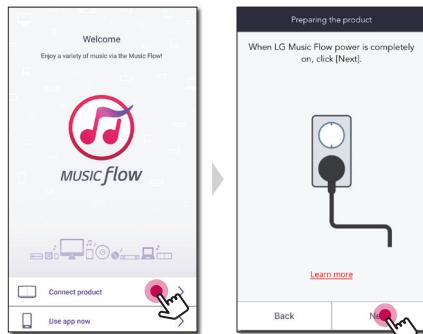 Welcome
Enjoy a variety of music via the Music Flow!
MUSIC flow
Connect product
Use app now
Preparing the product
When LG Music Flow power is completely
on, click [Next].
Learn more
Back